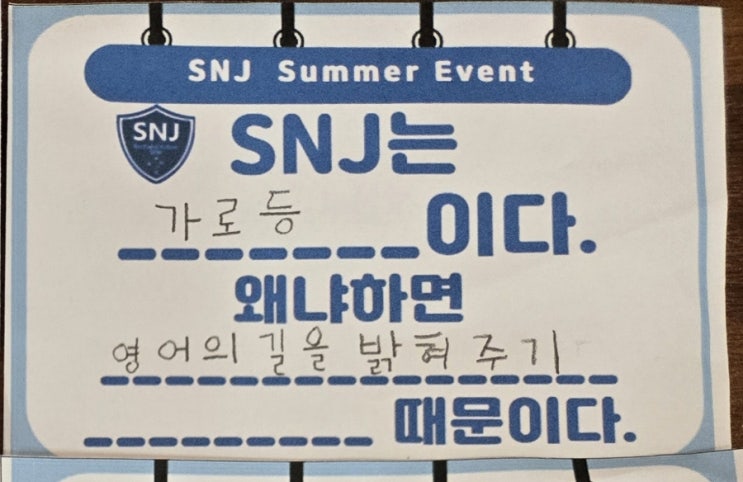 SNJ Summer Event
SNJ
SNJ는
가로등이다.
왜냐하면
영어의 길을 밝혀주기
때문이다.